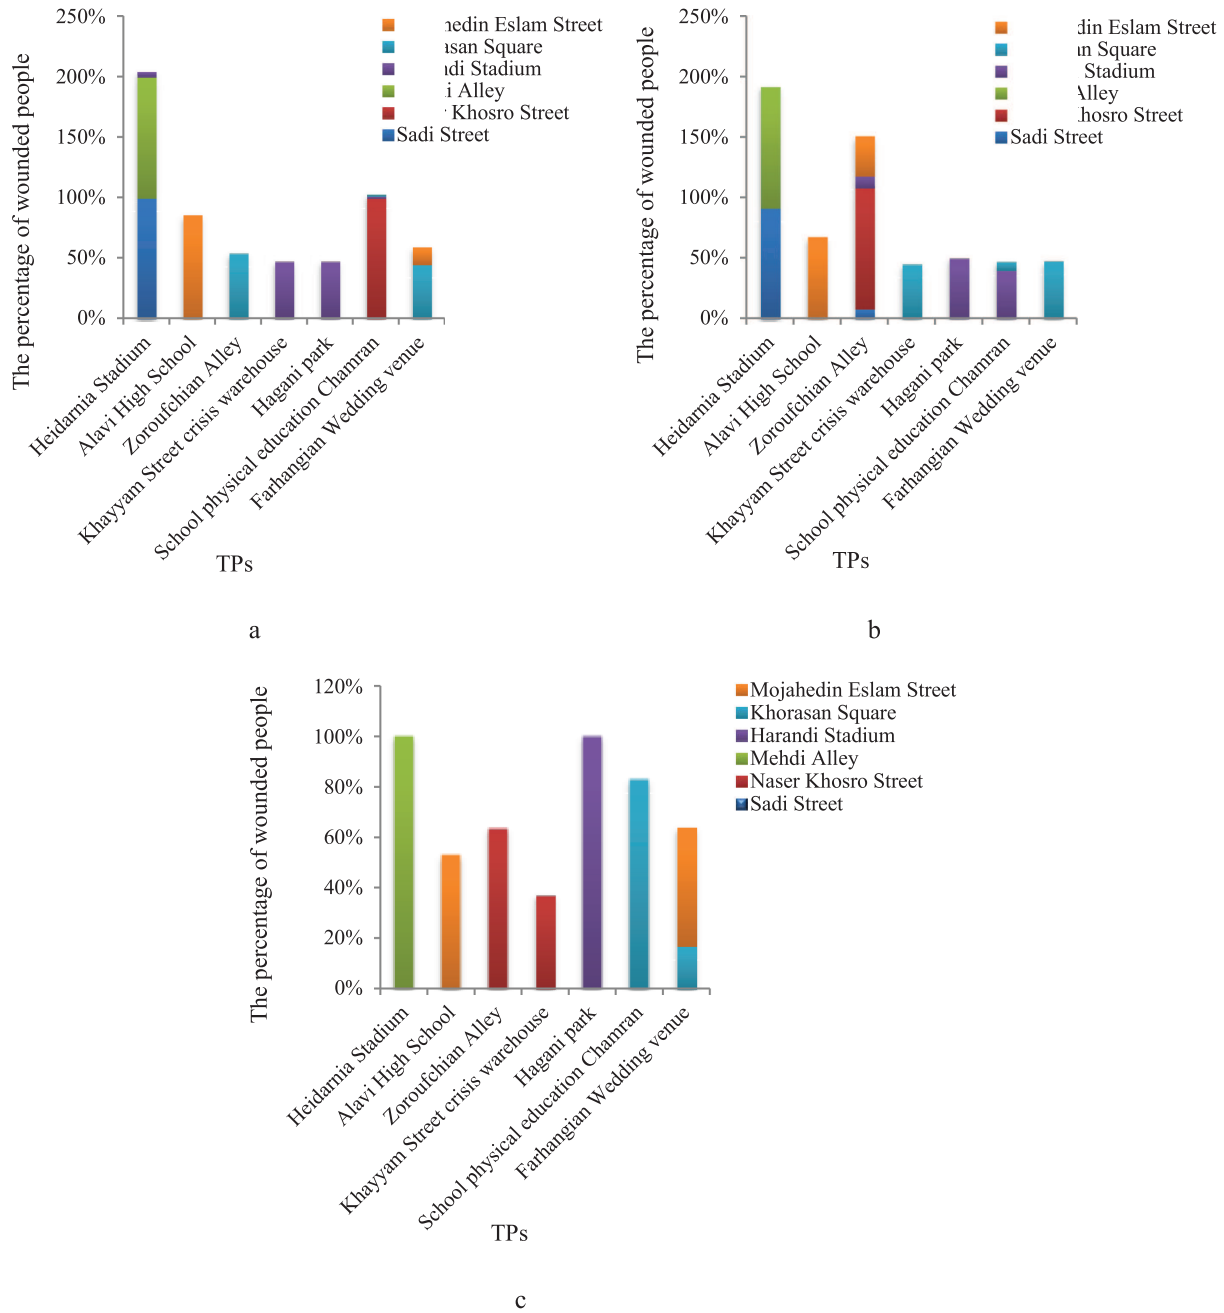 The percentage of wounded people
250%
200%
150%
100%
50%
0%
Eslam Street
Square
Stadium
Alley
Khosro Street
Sadi Street
Heidarnia Stadium
Alavi High School
Zoroufchian Alley
Khayyam Street crisis warehouse
Hagani park
School physical education Chamran
Farhangian Wedding venue
TPs
a
The percentage of wounded people
250%
200%
150%
100%
50%
0%
Eslam Street
Square
Stadium
Alley
Street
Sadi Street
Heidarnia Stadium
Alavi High School
Zoroufchian Alley
Khayyam Street crisis warehouse
Hagani park
School physical education Chamran
Farhangian Wedding venue
TPs
b
The percentage of wounded people
120%
100%
80%
60%
40%
20%
0%
Mojahedin Eslam Street
Khorasan Square
Harandi Stadium
Mehdi Alley
Naser Khosro Street
Sadi Street
Heidarnia Stadium
Alavi High School
Zoroufchian Alley
Khayyam Street crisis warehouse
Hagani park
School physical education Chamran
Farhangian Wedding venue
TPs
c